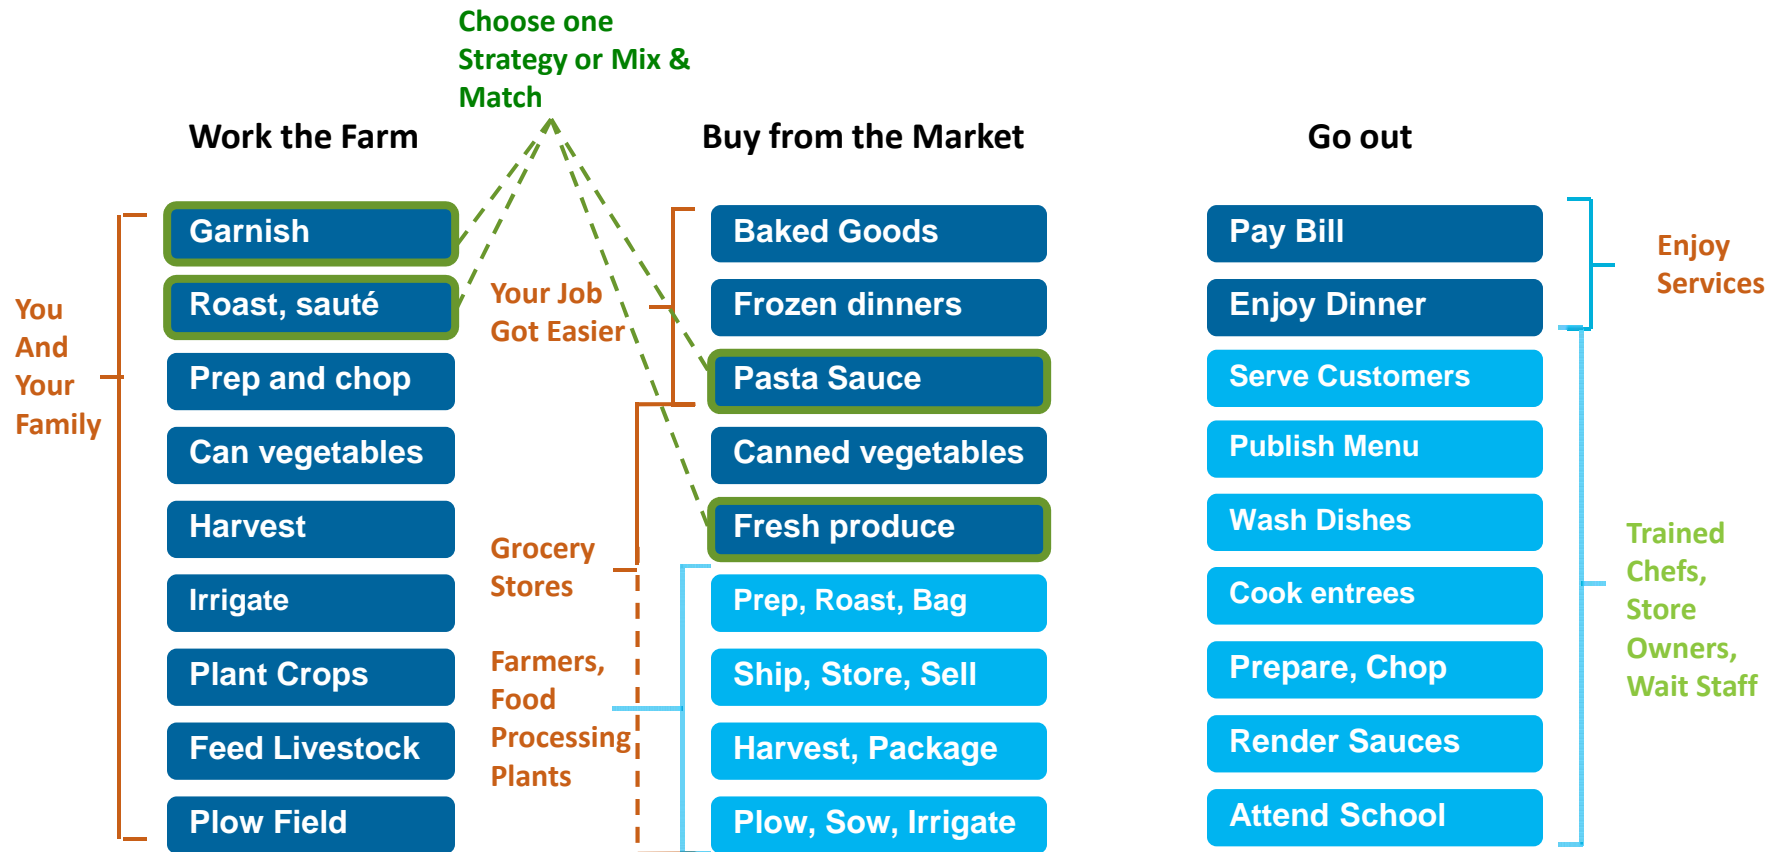 Choose one
Strategy or Mix &
Match
Work the Farm
Buy from the Market
Go out
You
And
Your
Family
Garnish
Roast, sauté
Prep and chop
Can vegetables
Harvest
Irrigate
Plant Crops
Feed Livestock
Plow Field
Your Job
Got Easier
Grocery
Stores
Farmers,
Food
Processing
Plants
Baked Goods
Frozen dinners
Pasta Sauce
Canned vegetables
Fresh produce
Prep, Roast, Bag
Ship, Store, Sell
Harvest, Package
Plow, Sow, Irrigate
Pay Bill
Enjoy Dinner
Serve Customers
Publish Menu
Wash Dishes
Cook entrees
Prepare, Chop
Render Sauces
Attend School
Enjoy
Services
Trained
Chefs,
Store
Owners,
Wait Staff